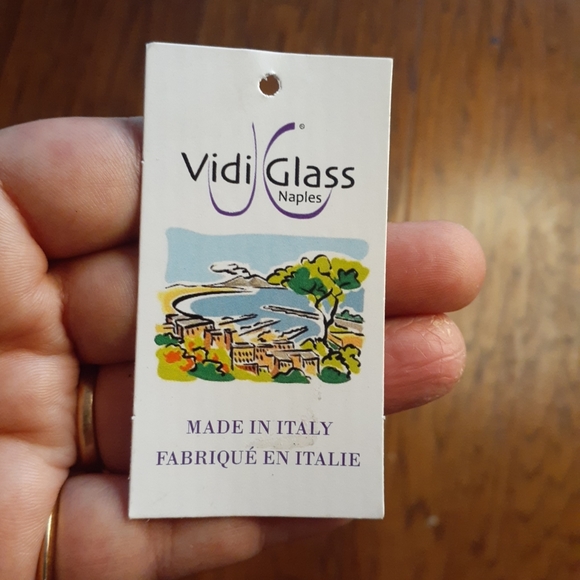 Vidi Glass®
Naples
MADE IN ITALY
FABRIQUÉ EN ITALIE